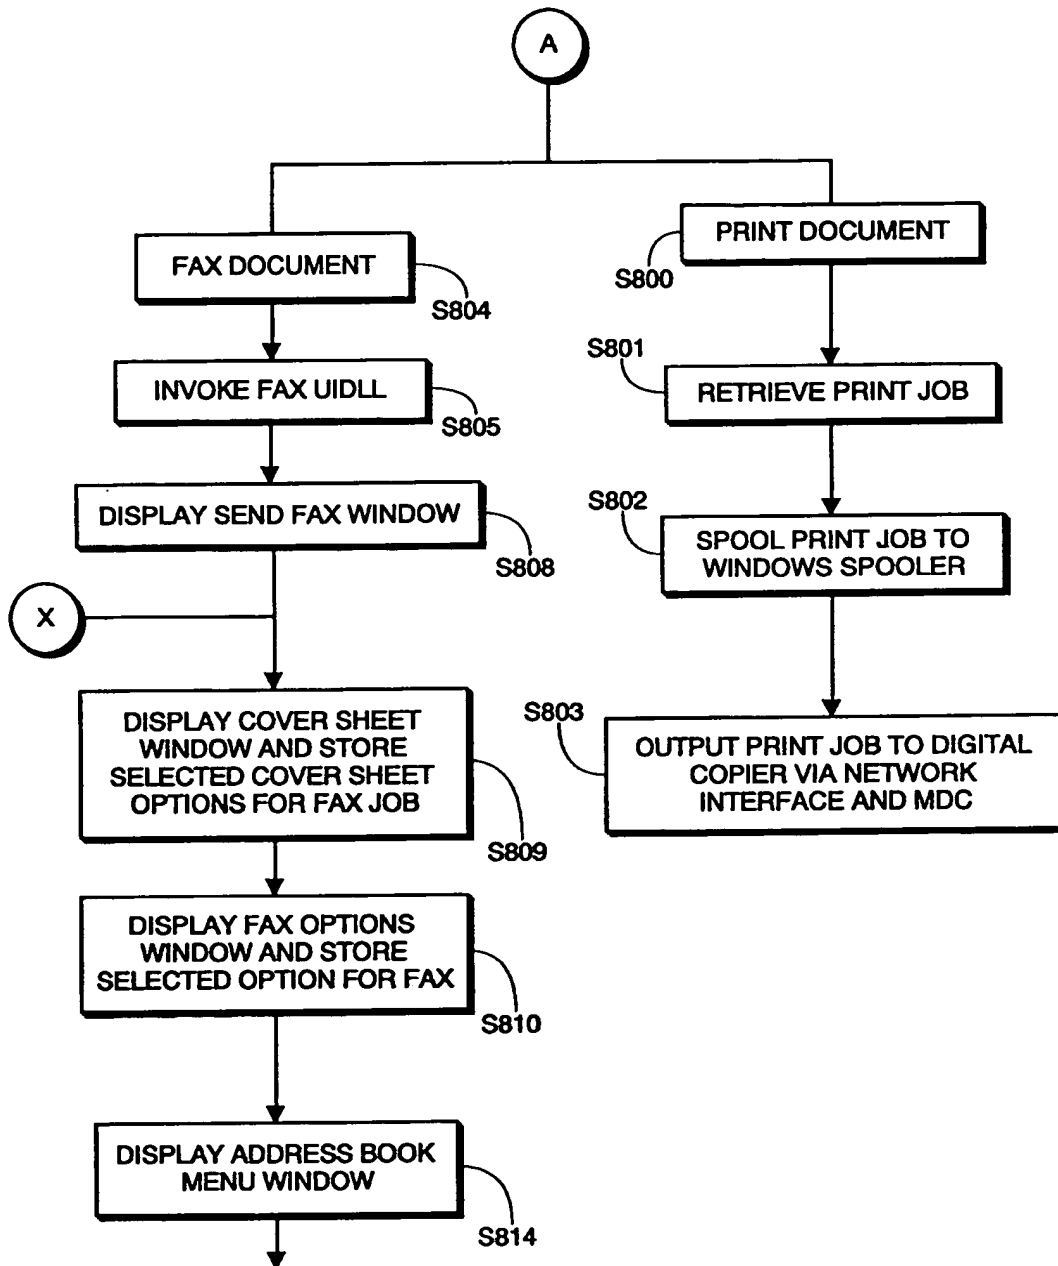 A
FAX DOCUMENT
S804
INVOKE FAX UIDLL
S805
DISPLAY SEND FAX WINDOW
S808
X
DISPLAY COVER SHEET
WINDOW AND STORE
SELECTED COVER SHEET
OPTIONS FOR FAX JOB
S809
DISPLAY FAX OPTIONS
WINDOW AND STORE
SELECTED OPTION FOR FAX
S810
DISPLAY ADDRESS BOOK
MENU WINDOW
S814
PRINT DOCUMENT
S800
S801
RETRIEVE PRINT JOB
S802
SPOOL PRINT JOB TO
WINDOWS SPOOLER
S803
OUTPUT PRINT JOB TO DIGITAL
COPIER VIA NETWORK
INTERFACE AND MDC